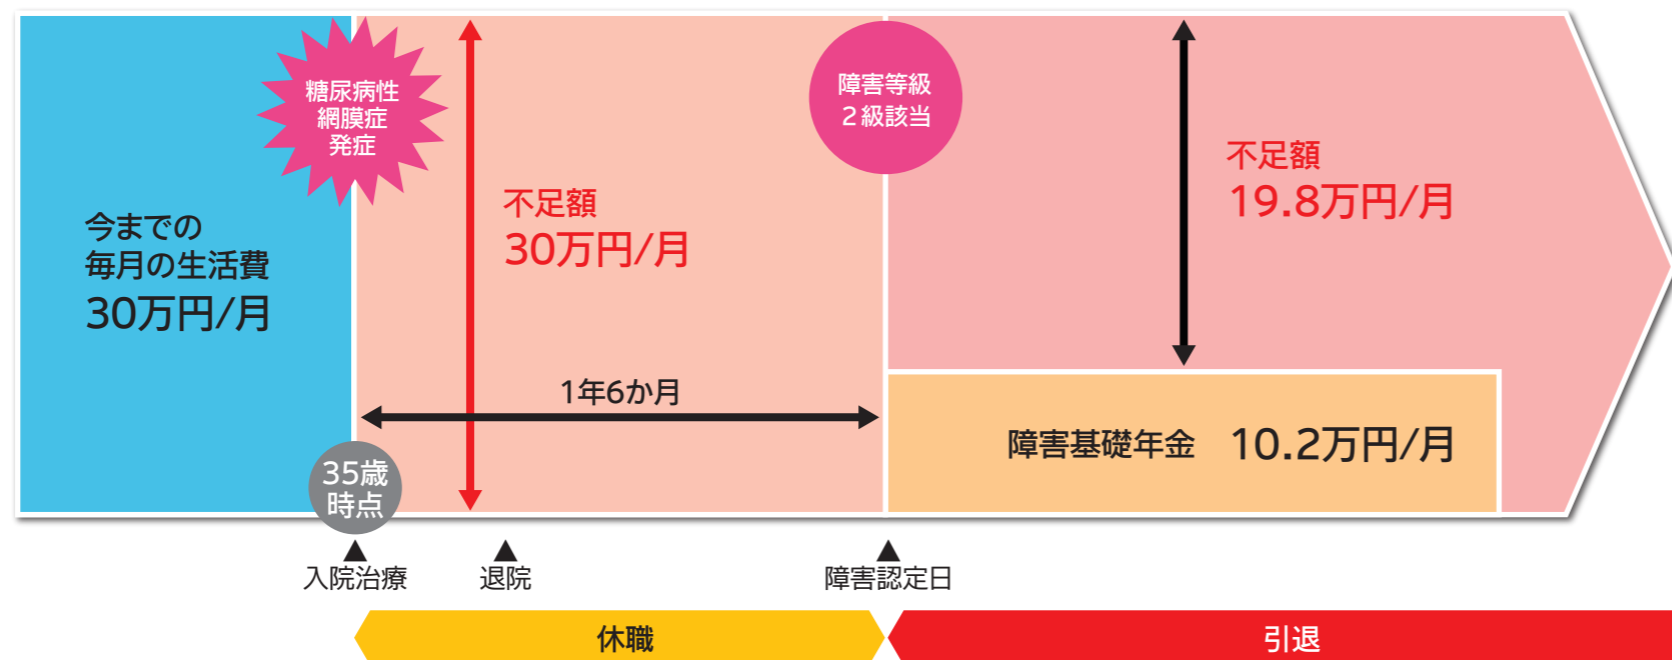 糖尿病性
網膜症
発症
障害等級
2級該当
今までの
毎月の生活費
30万円/月
不足額
30万円/月
不足額
19.8万円/月
1年6か月
障害基礎年金 10.2万円/月
35歳
時点
入院治療
退院
障害認定日
休職
引退